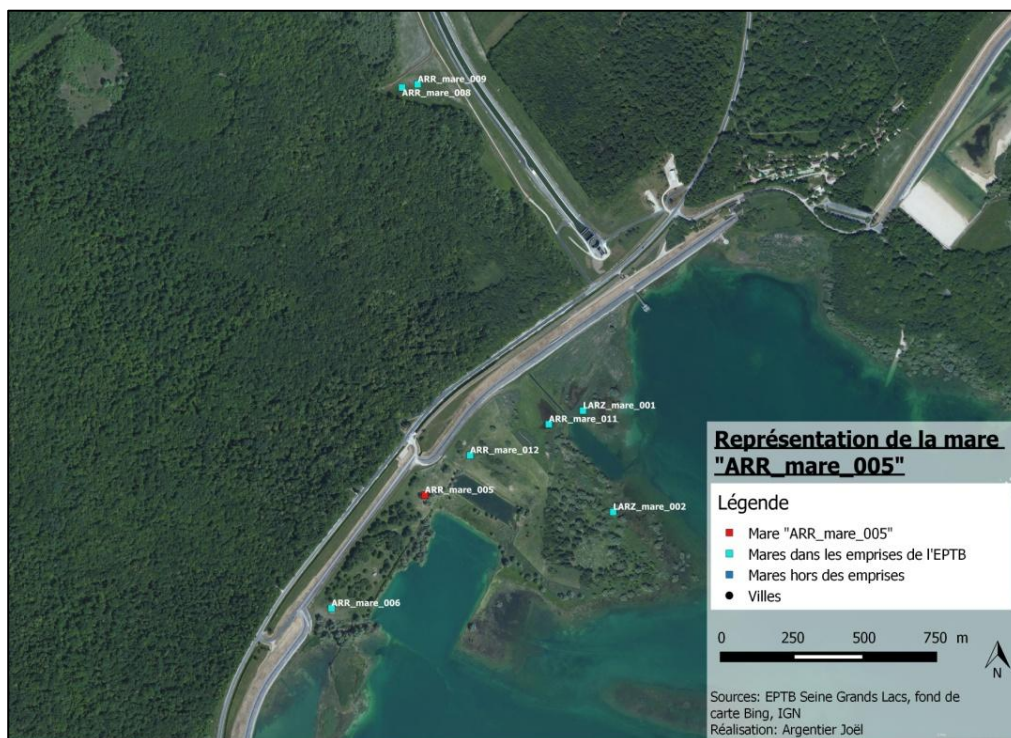 ARR_mare_009
ARR_mare_008
LARZ_mare_001
ARR_mare_011
ARR_mare_012
ARR_mare_005
LARZ_mare_002
ARR_mare_006
Représentation de la mare
"ARR_mare_005"
Légende
Mare "ARR_mare_005"
Mares dans les emprises de l'EPTB
Mares hors des emprises
Villes
0 250 500 750 m
N
Sources: EPTB Seine Grands Lacs, fond de
carte Bing, IGN
Réalisation: Argentier Joël